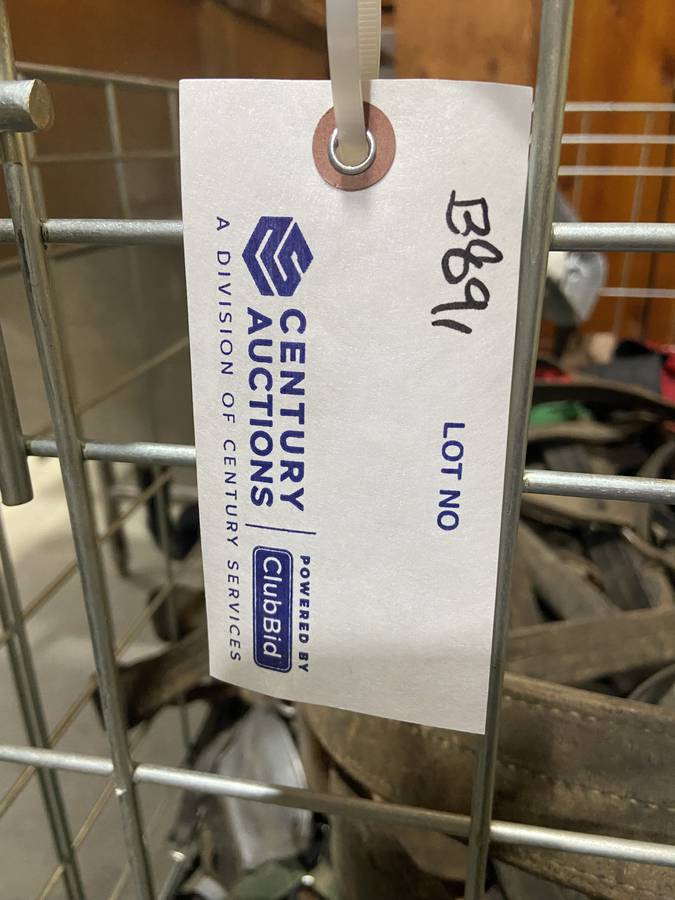 B891
LOT NO
CENTURY
AUCTIONS
POWERED BY
ClubBid
A DIVISION OF CENTURY SERVICES